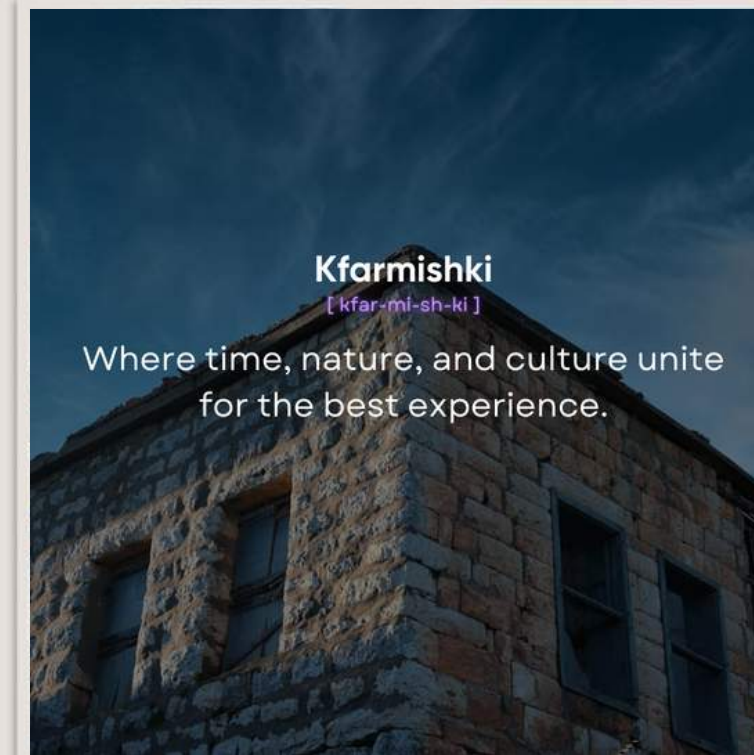 Kfarmishki
[ kfar-mi-sh-ki ]
Where time, nature, and culture unite
for the best experience.